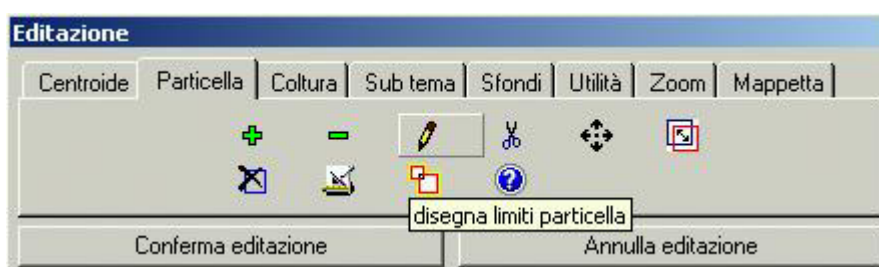 Editazione
Centroide Particella Coltura Sub tema Sfondi Utilità Zoom Mappetta
disegna limiti particella
Conferma editazione Annulla editazione